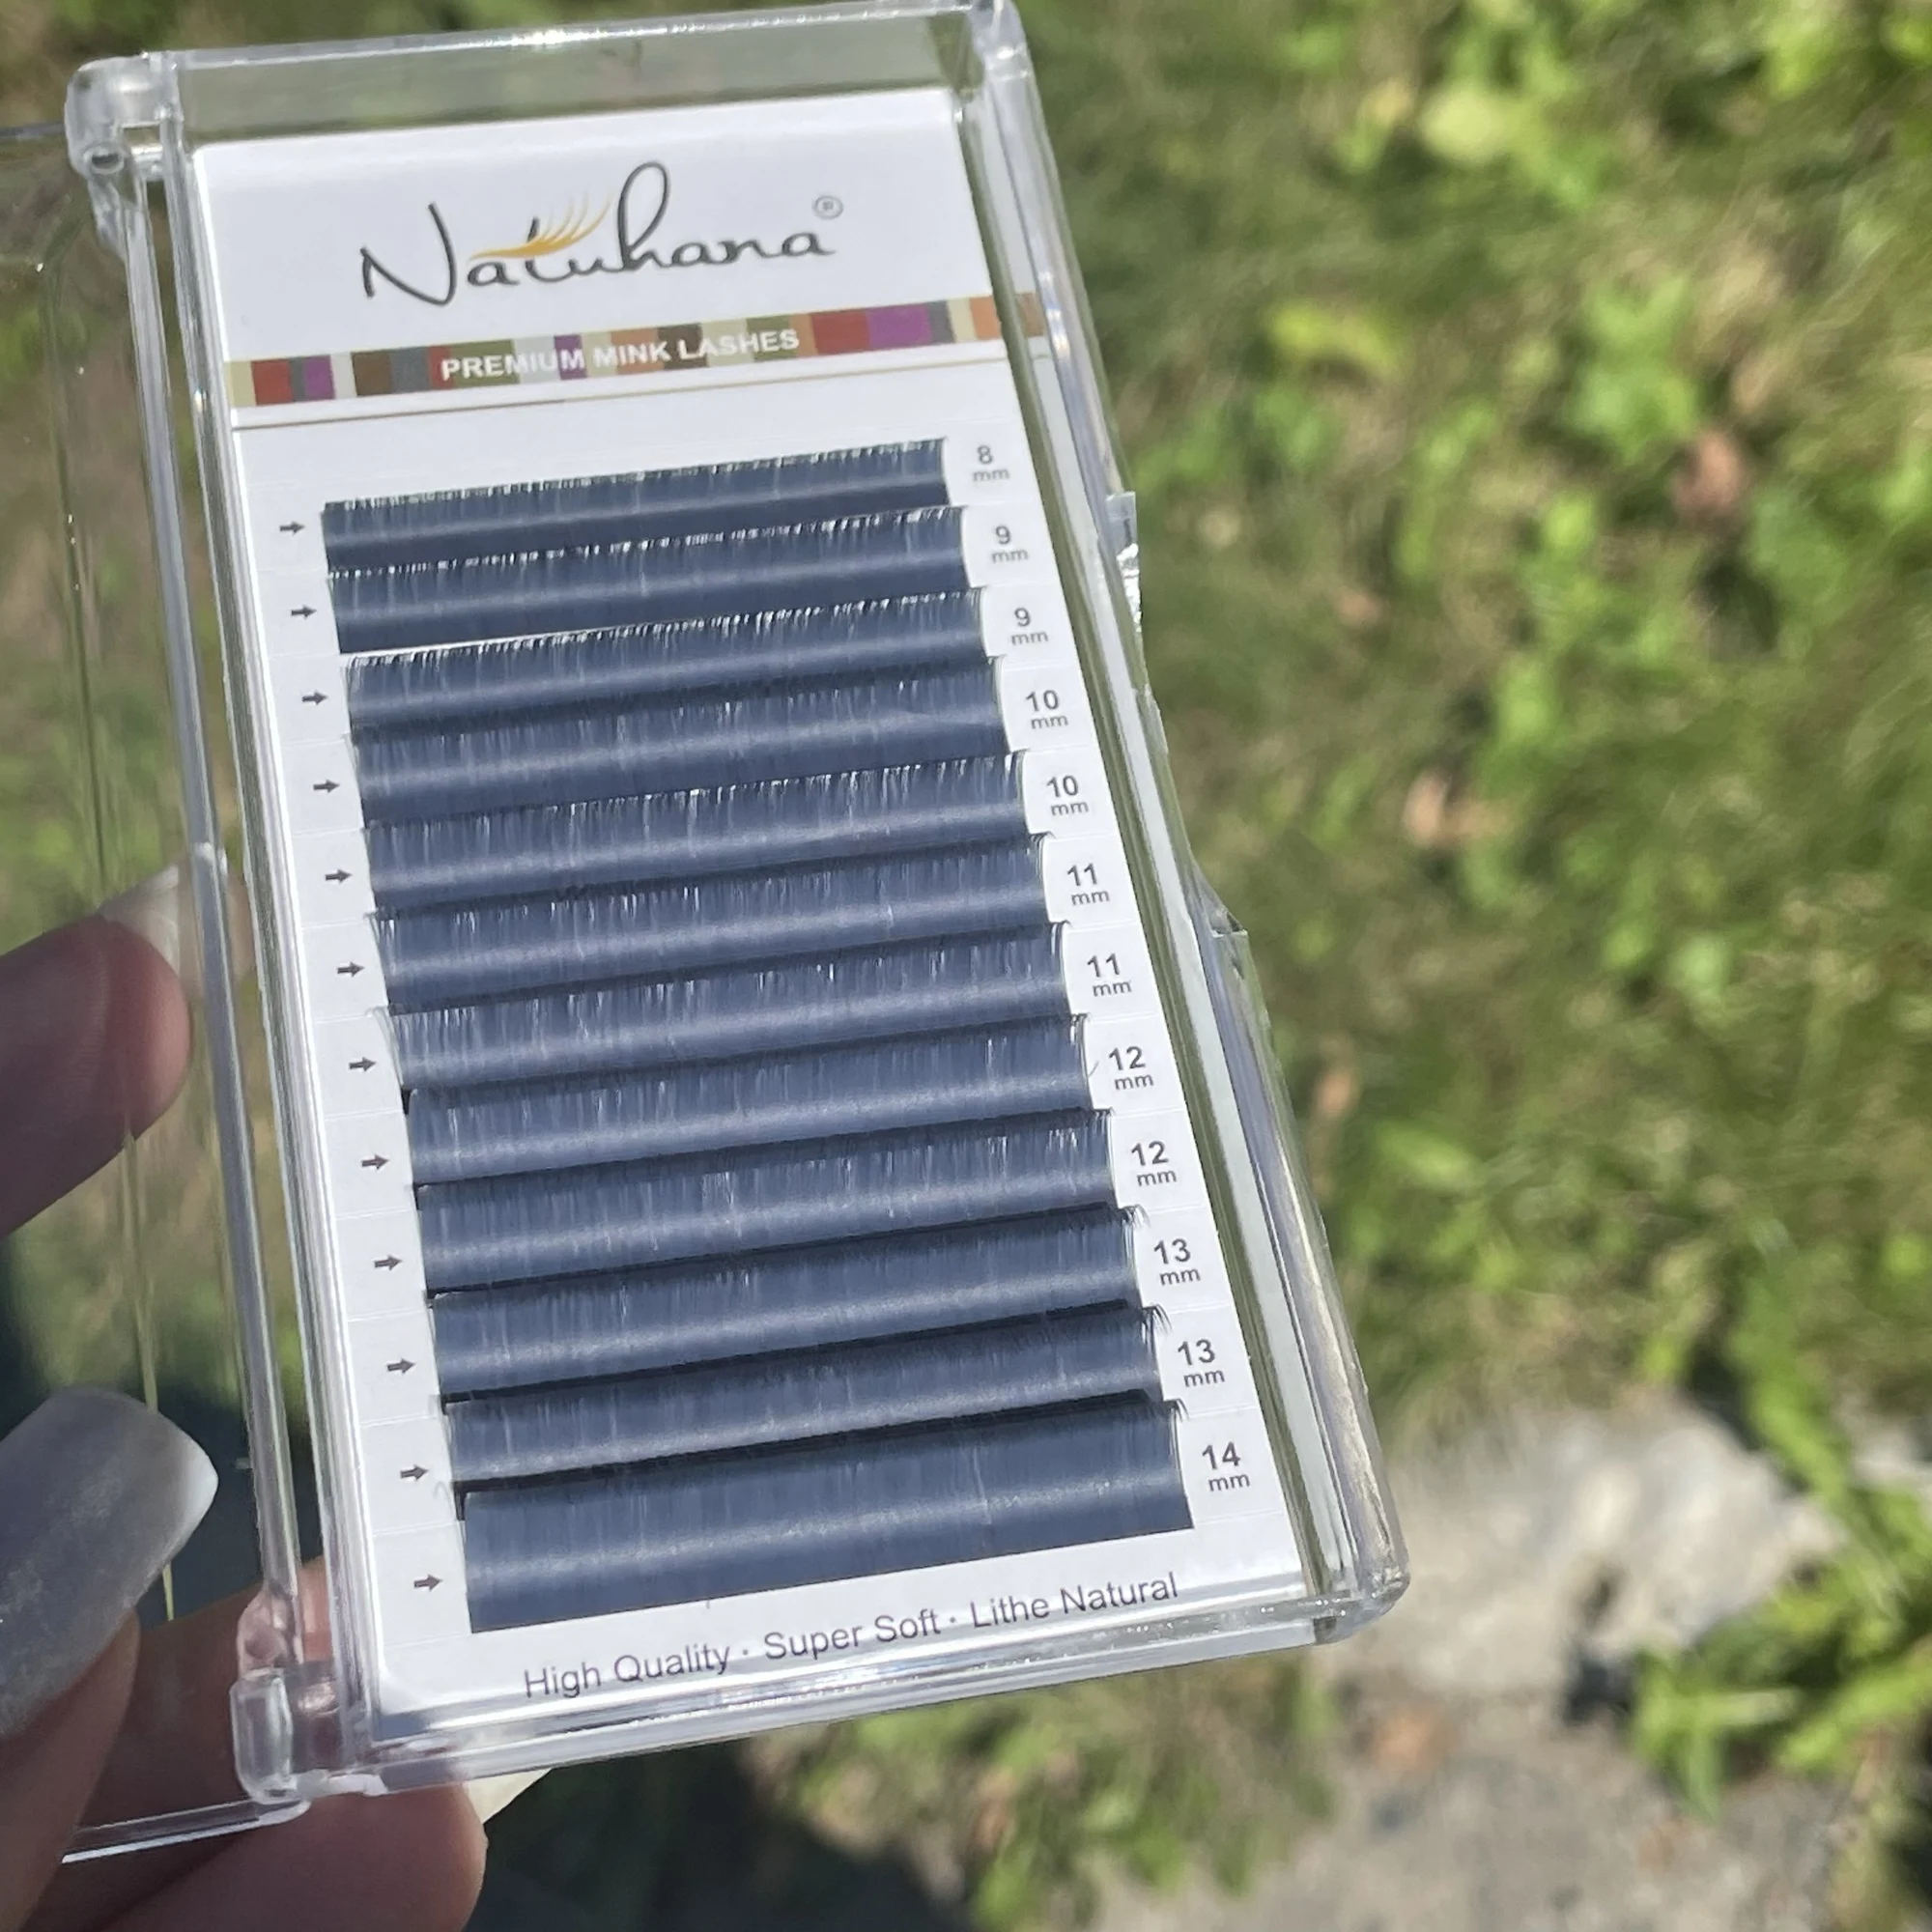 Natuhana®
PREMIUM MINK LASHES
8
mm
9
mm
9
mm
10
mm
10
mm
11
mm
11
mm
12
mm
12
mm
13
mm
13
mm
14
mm
High Quality · Super Soft · Lithe Natural